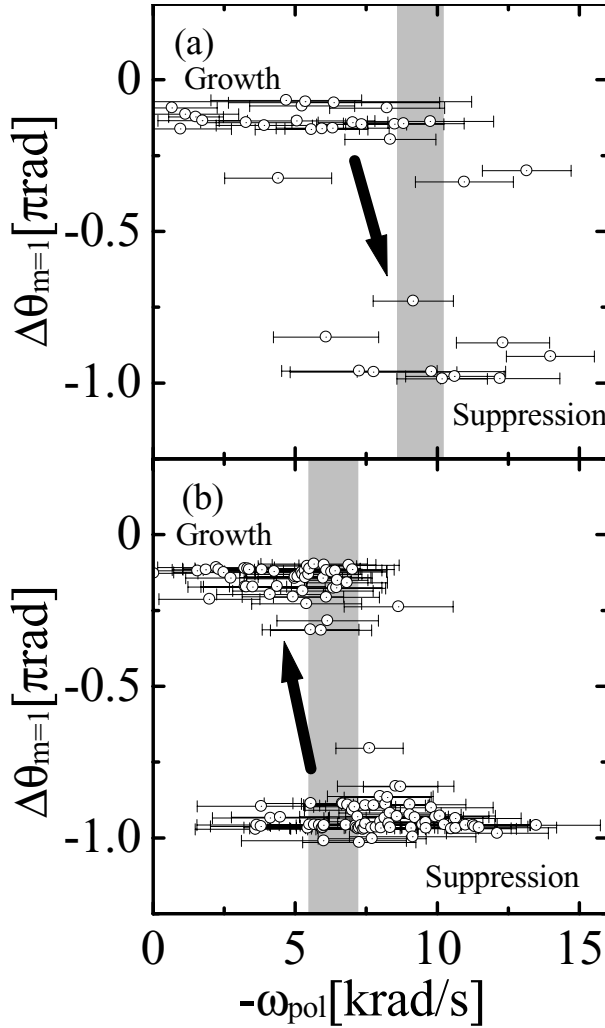 (a)
Growth
0
-0.5
-1.0
Δθm=1[πrad]
Suppression
(b)
Growth
0
-0.5
-1.0
Δθm=1[πrad]
Suppression
0 5 10 15
-ωpol[krad/s]